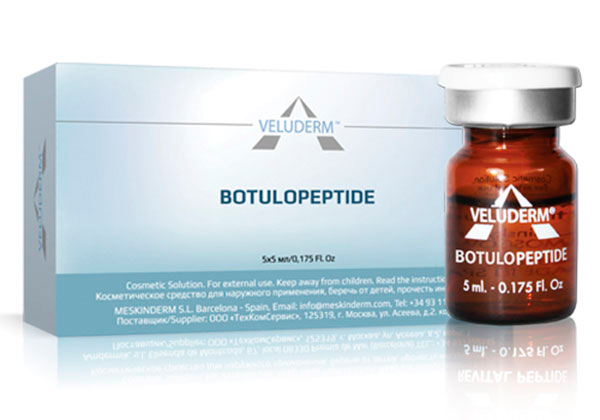 VELUDERM™
BOTULOPEPTIDE
5x5 мл/0,175 Fl. Oz
Cosmetic Solution. For external use. Keep away from children. Read the instructio
Косметическое средство для наружного применения, беречь от детей, прочесть ин
MESKINDERM S.L. Barcelona - Spain, Email: info@meskinderm.com, Tel: +34 93 11
Поставщик/Supplier: ООО «ТехКомСервис», 125319, г. Москва, ул. Асеева, д.2. ко
VELUDERM®
BOTULOPEPTIDE
5 ml. - 0.175 Fl. Oz